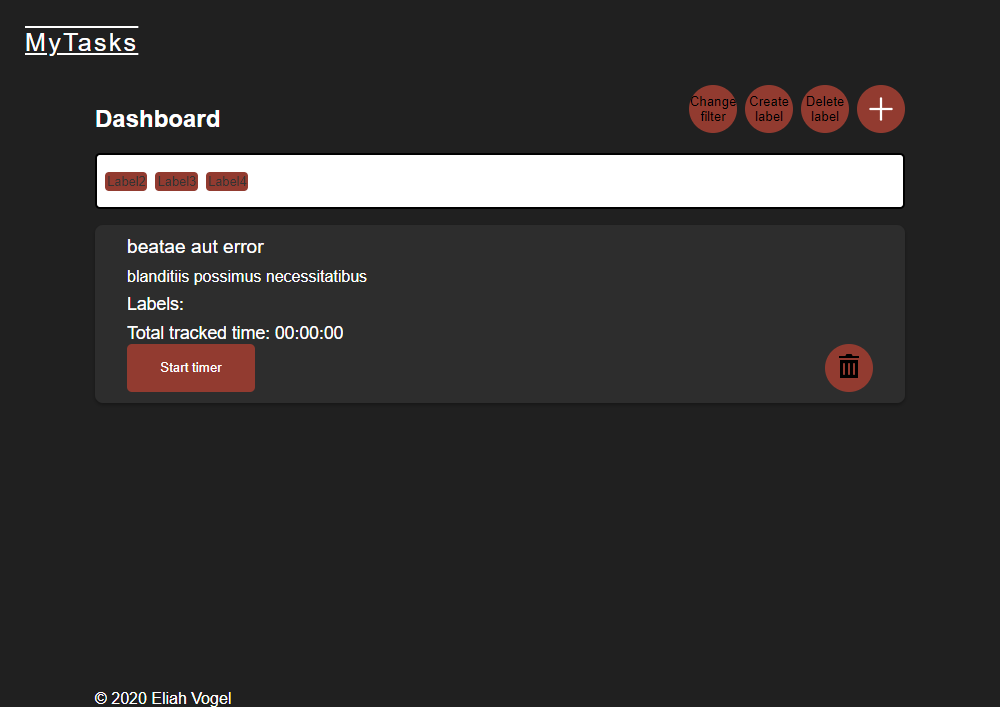 MyTasks
Dashboard
Change
filter
Create
label
Delete
label
Label2 Label3 Label4
beatae aut error
blanditiis possimus necessitatibus
Labels:
Total tracked time: 00:00:00
Start timer
© 2020 Eliah Vogel